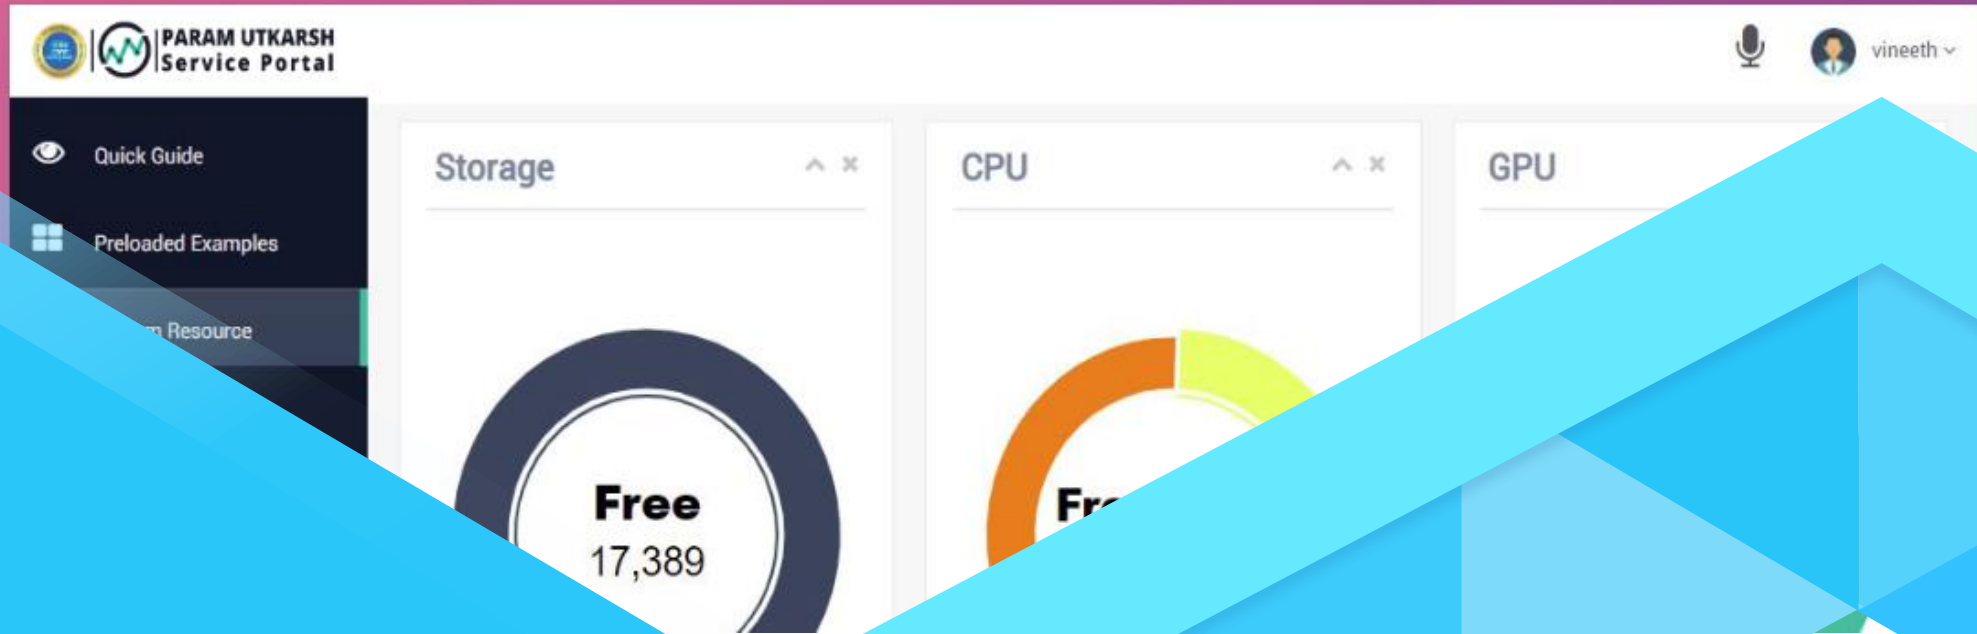 PARAM UTKARSH
Service Portal
vineeth
Quick Guide
Preloaded Examples
Resource
Storage
CPU
GPU
Free
17,389